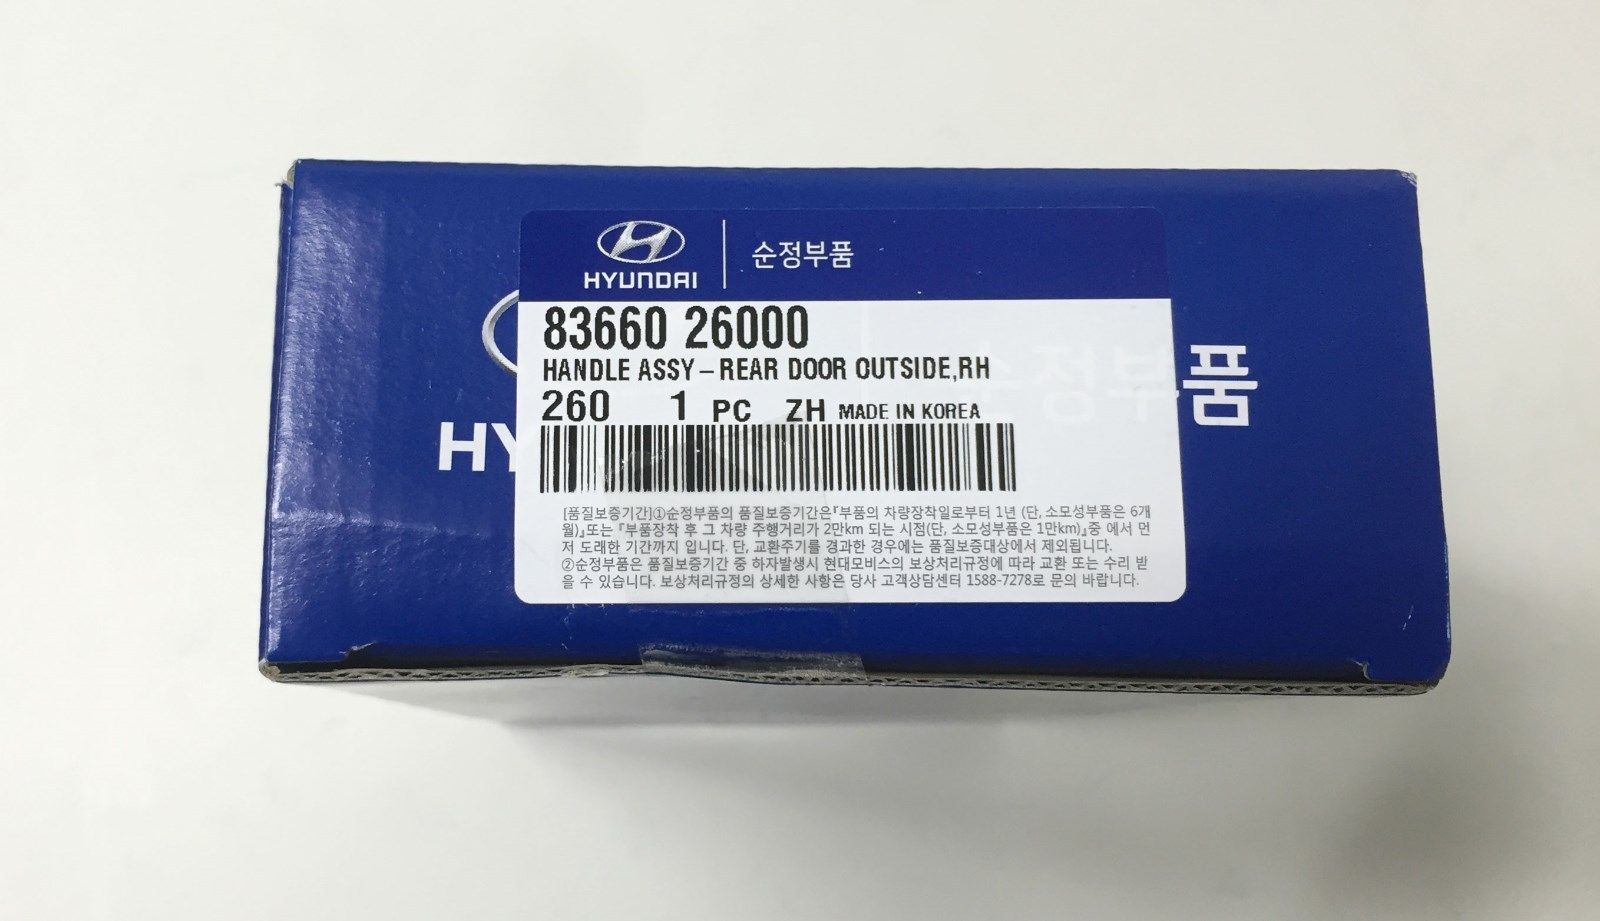 HYUNDAI 순정부품
83660 26000
HANDLE ASSY-REAR DOOR OUTSIDE,RH
260 1 PC ZH MADE IN KOREA
[품질보증기간]①순정부품의 품질보증기간은『부품의 차량장착일로부터 1년 (단, 소모성부품은 6개
월)』또는 『부품장착 후 그 차량 주행거리가 2만km 되는 시점(단, 소모성부품은 1만km)』중 에서 먼
저 도래한 기간까지 입니다. 단, 교환주기를 경과한 경우에는 품질보증대상에서 제외됩니다.
②순정부품은 품질보증기간 중 하자발생시 현대모비스의 보상처리규정에 따라 교환 또는 수리 받
을 수 있습니다. 보상처리규정의 상세한 사항은 당사 고객상담센터 1588-7278로 문의 바랍니다.
HY
순정부품